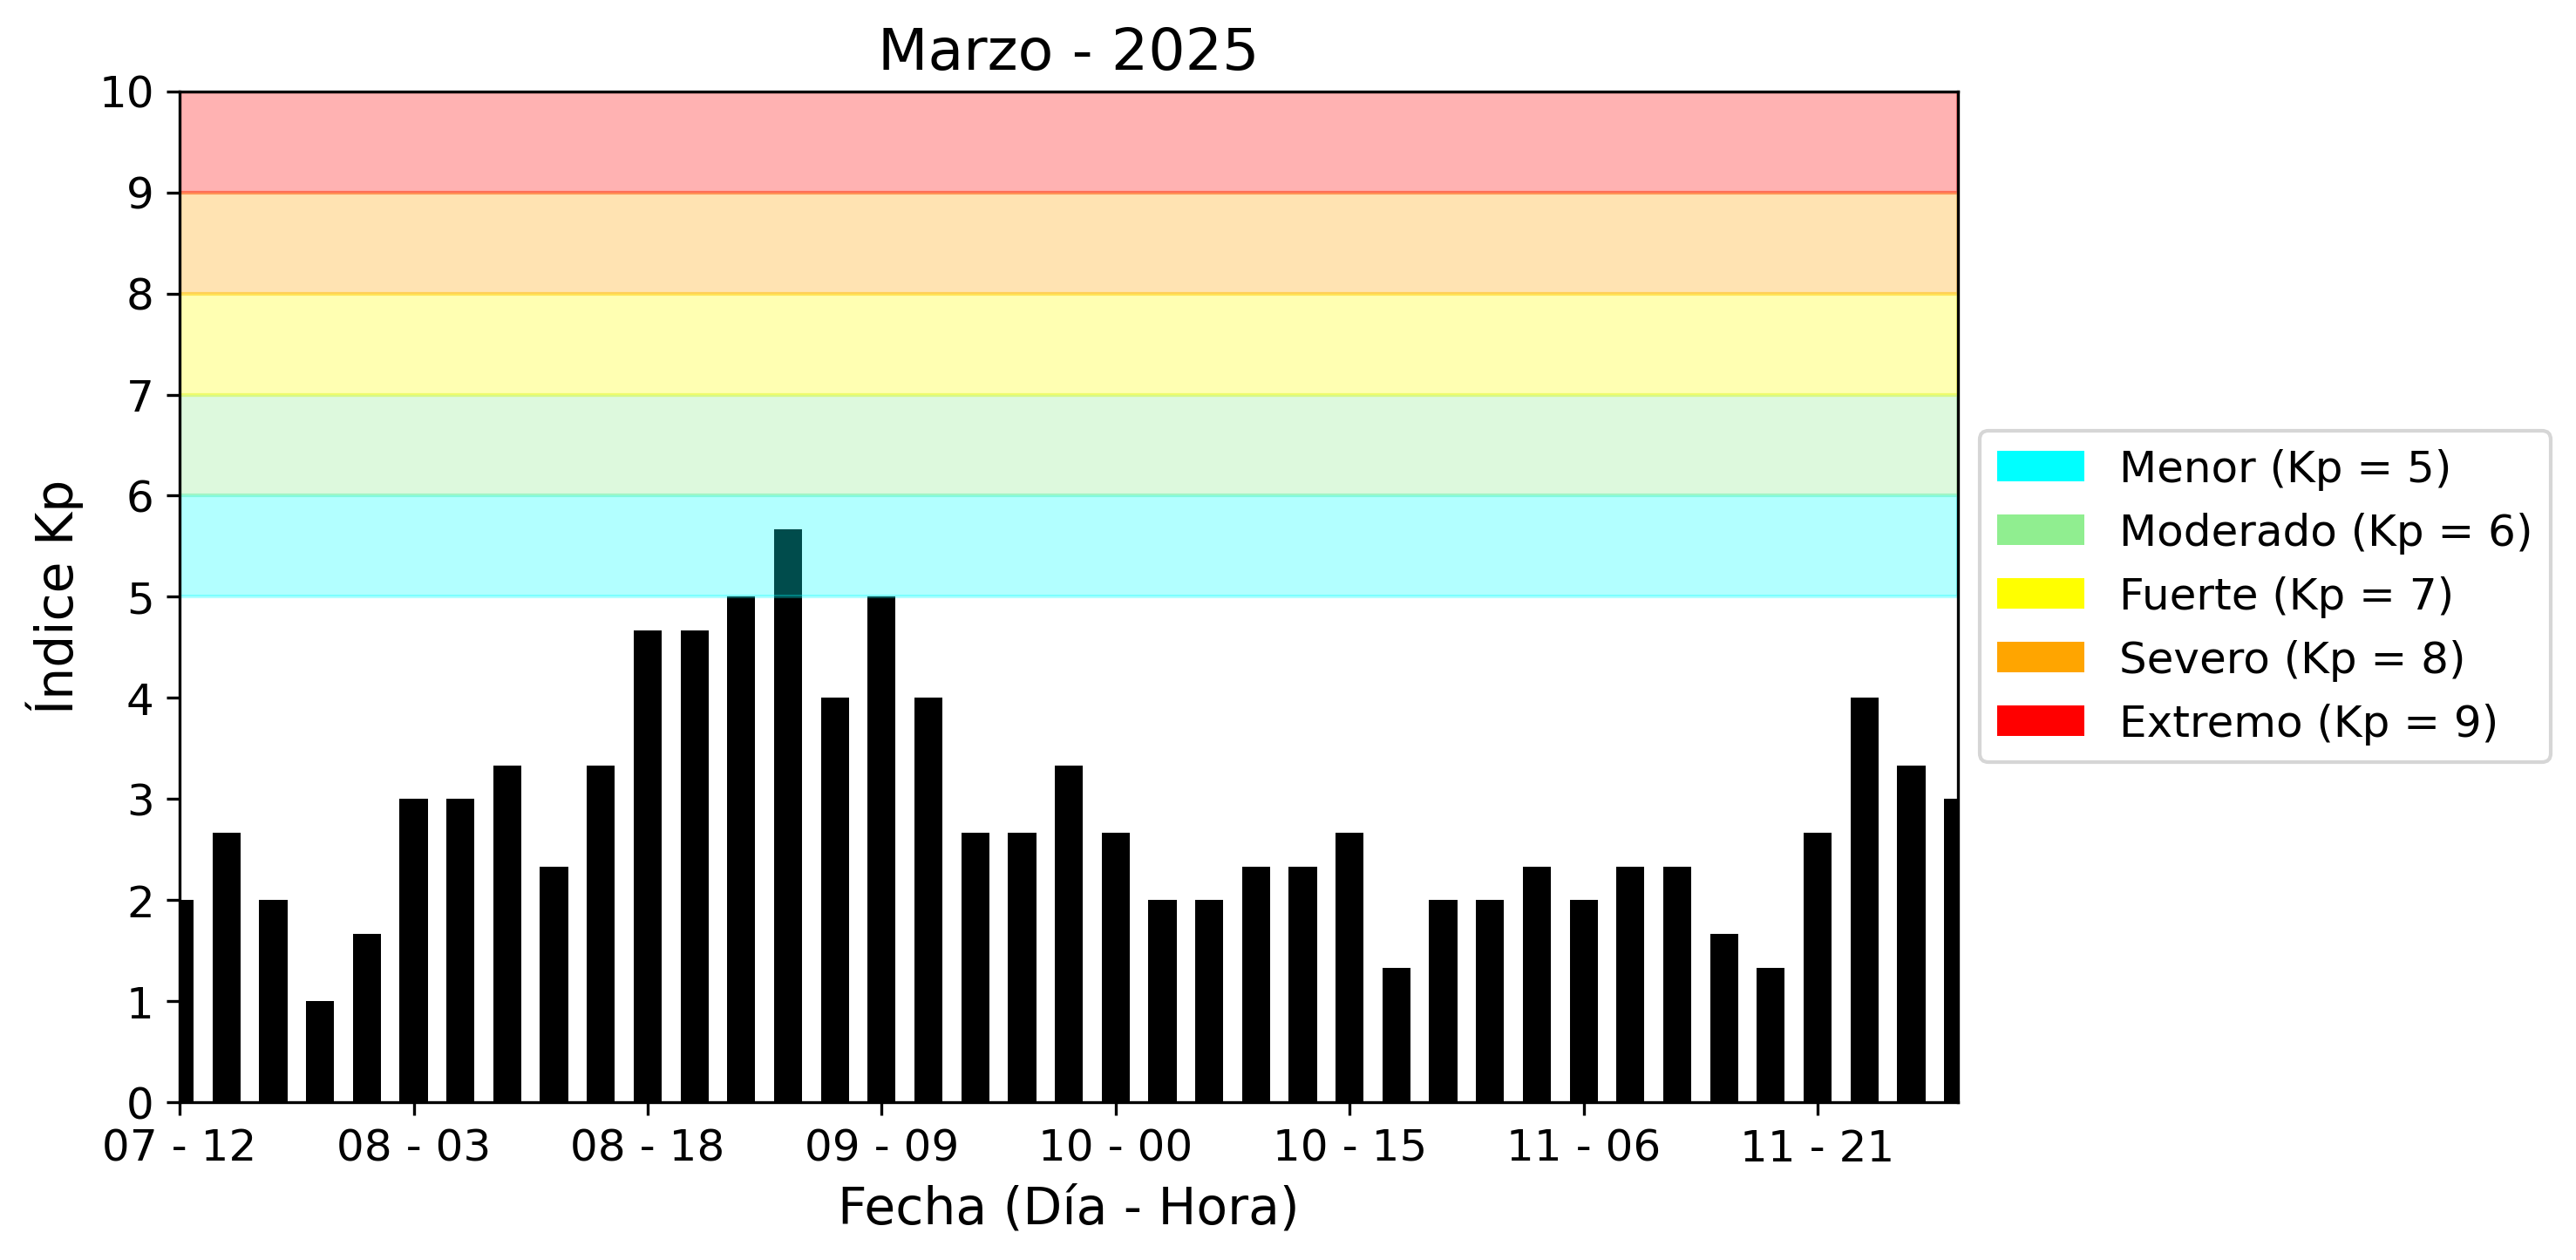 Marzo - 2025
10
9
8
7
6
5
4
3
2
1
0
Índice Kp
07 - 12
08 - 03
08 - 18
09 - 09
10 - 00
10 - 15
11 - 06
11 - 21
Fecha (Día - Hora)
Menor (Kp = 5)
Moderado (Kp = 6)
Fuerte (Kp = 7)
Severo (Kp = 8)
Extremo (Kp = 9)